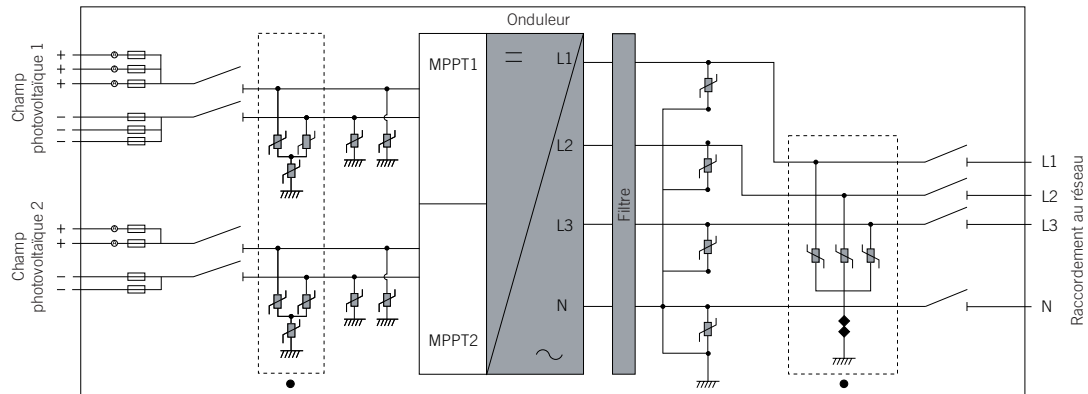 Onduleur
Champ
photovoltaïque 1
+
+
+
−
−
−
MPPT1
L1
L2
L3
N
MPPT2
Filtre
Champ
photovoltaïque 2
+
+
−
−
L1
L2
L3
N
Raccordement au réseau